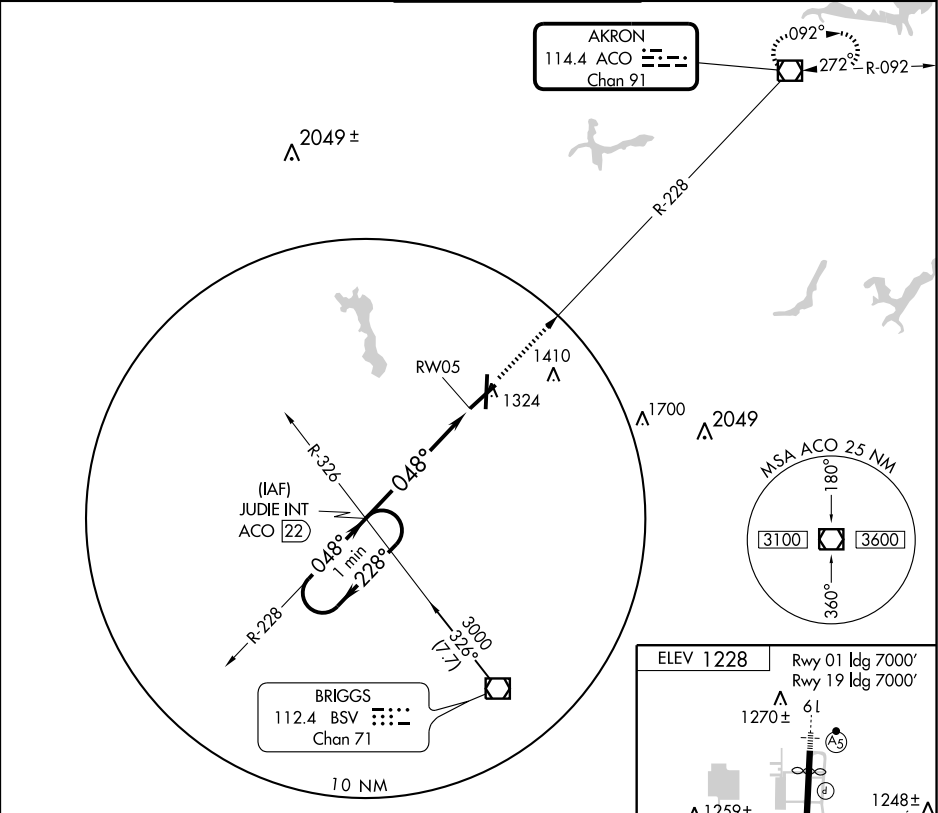 AKRON
114.4 ACO
Chan 91
092°
272°
R-092
2049 ±
R-228
RW05
1410
1324
1700
2049
R-326
048°
(IAF)
JUDIE INT
ACO 22
048°
1 min
228°
R-228
3000
326°
(7.7)
MSA ACO 25 NM
180°
3100
3600
360°
BRIGGS
112.4 BSV
Chan 71
10 NM
ELEV 1228
Rwy 01 ldg 7000'
Rwy 19 ldg 7000'
1270 ±
19
A5
P
1259±
1248±